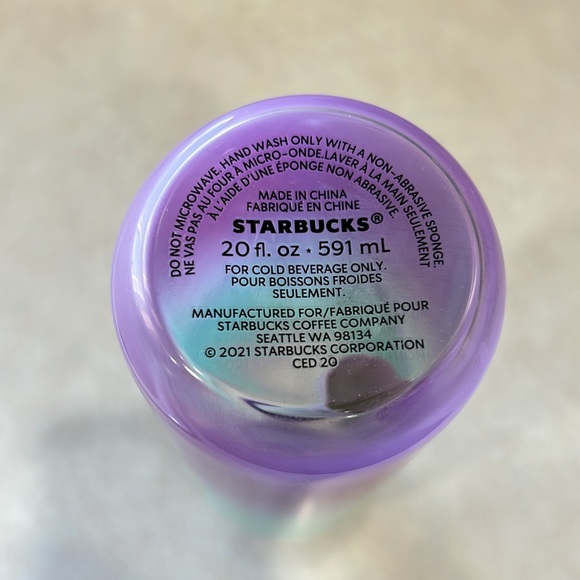 DO NOT MICROWAVE. HAND WASH ONLY WITH A NON-ABRASIVE SPONGE.
NE VAS PAS AU FOUR A MICRO-ONDE.LAVER À LA MAIN SEULEMENT
À L'AIDE D'UNE ÉPONGE NON ABRASIVE.
MADE IN CHINA
FABRIQUÉ EN CHINE
STARBUCKS®
20 fl. oz · 591 mL
FOR COLD BEVERAGE ONLY.
POUR BOISSONS FROIDES
SEULEMENT.
MANUFACTURED FOR/FABRIQUÉ POUR
STARBUCKS COFFEE COMPANY
SEATTLE WA 98134
© 2021 STARBUCKS CORPORATION
CED 20